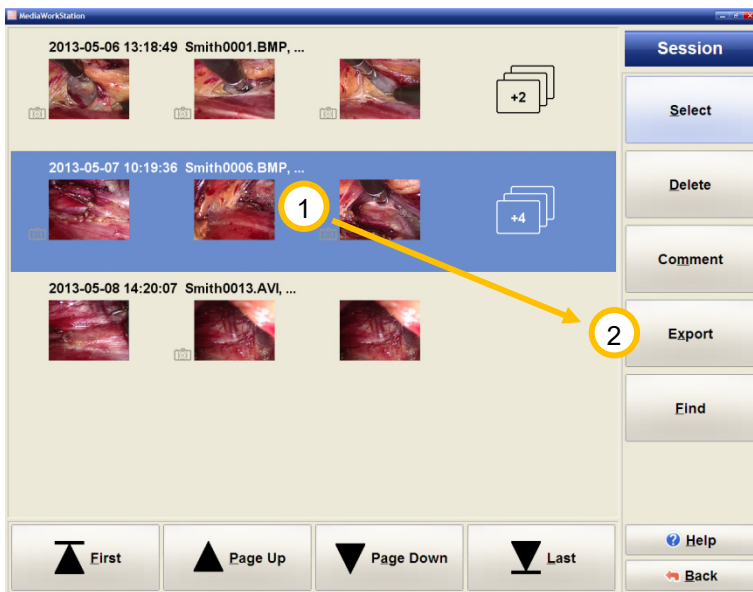 MediaWorkStation
2013-05-06 13:18:49 Smith0001.BMP, ...
+2
2013-05-07 10:19:36 Smith0006.BMP, ...
1
+4
2013-05-08 14:20:07 Smith0013.AVI, ...
Session
Select
Delete
Comment
2
Export
Find
First
Page Up
Page Down
Last
Help
Back